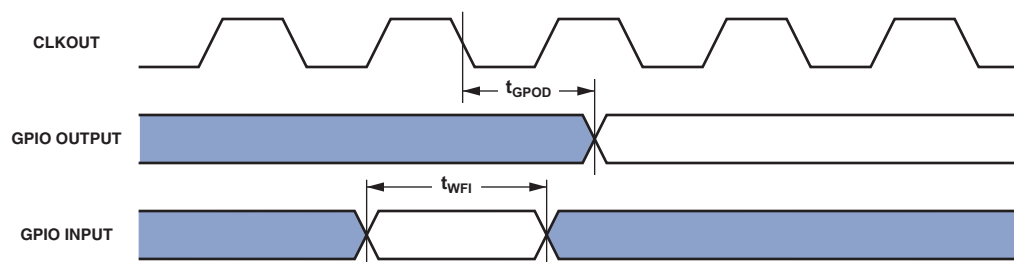 CLKOUT
tGPOD
GPIO OUTPUT
tWFI
GPIO INPUT